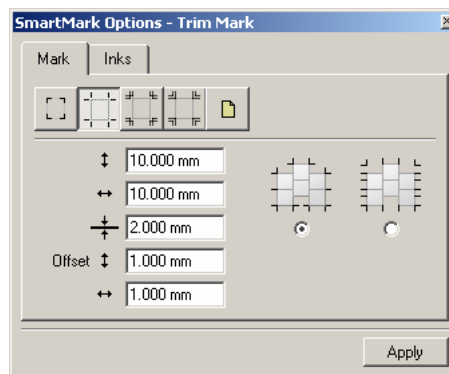 SmartMark Options - Trim Mark
Mark Inks
10.000 mm
10.000 mm
2.000 mm
Offset 1.000 mm
1.000 mm
Apply